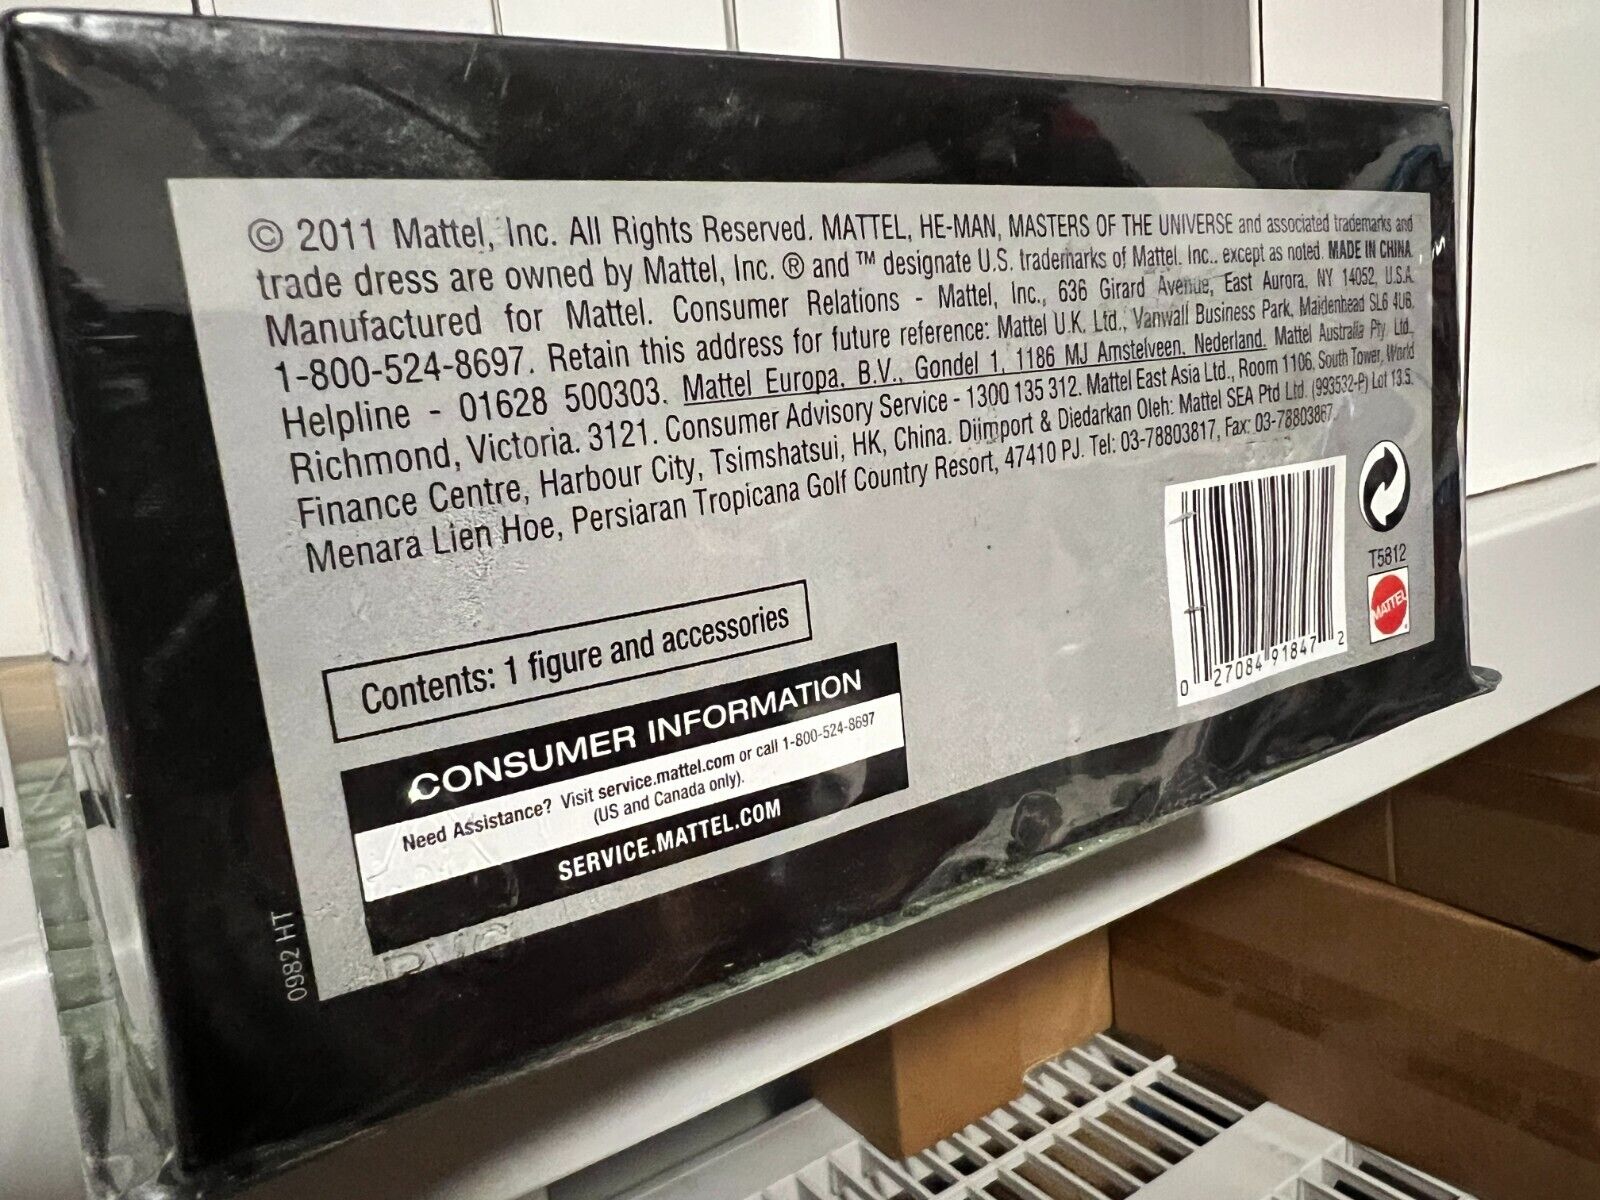 © 2011 Mattel, Inc. All Rights Reserved. MATTEL, HE-MAN, MASTERS OF THE UNIVERSE and associated trademarks and
trade dress are owned by Mattel, Inc. ® and ™ designate U.S. trademarks of Mattel. Inc.. except as noted. MADE IN CHINA.
Manufactured for Mattel. Consumer Relations - Mattel, Inc., 636 Girard Avenue, East Aurora, NY 14052, U.S.A.
1-800-524-8697. Retain this address for future reference: Mattel U.K. Ltd., Vanwall Business Park, Maidenhead SL6 4UB.
Helpline - 01628 500303. Mattel Europa, B.V., Gondel 1, 1186 MJ Amstelveen, Nederland. Mattel Australia Pty. Ltd.,
Richmond, Victoria. 3121. Consumer Advisory Service - 1300 135 312. Mattel East Asia Ltd., Room 1106, South Tower, World
Finance Centre, Harbour City, Tsimshatsui, HK, China. Diimport & Diedarkan Oleh: Mattel SEA Ptd Ltd. (993532-P) Lot 13.5.
Menara Lien Hoe, Persiaran Tropicana Golf Country Resort, 47410 PJ. Tel: 03-78803817, Fax: 03-78803867.
Contents: 1 figure and accessories
CONSUMER INFORMATION
Need Assistance? Visit service.mattel.com or call 1-800-524-8697
(US and Canada only).
SERVICE.MATTEL.COM
0 27084 91847 2
T5812
MATTEL
0982 HT
PVC